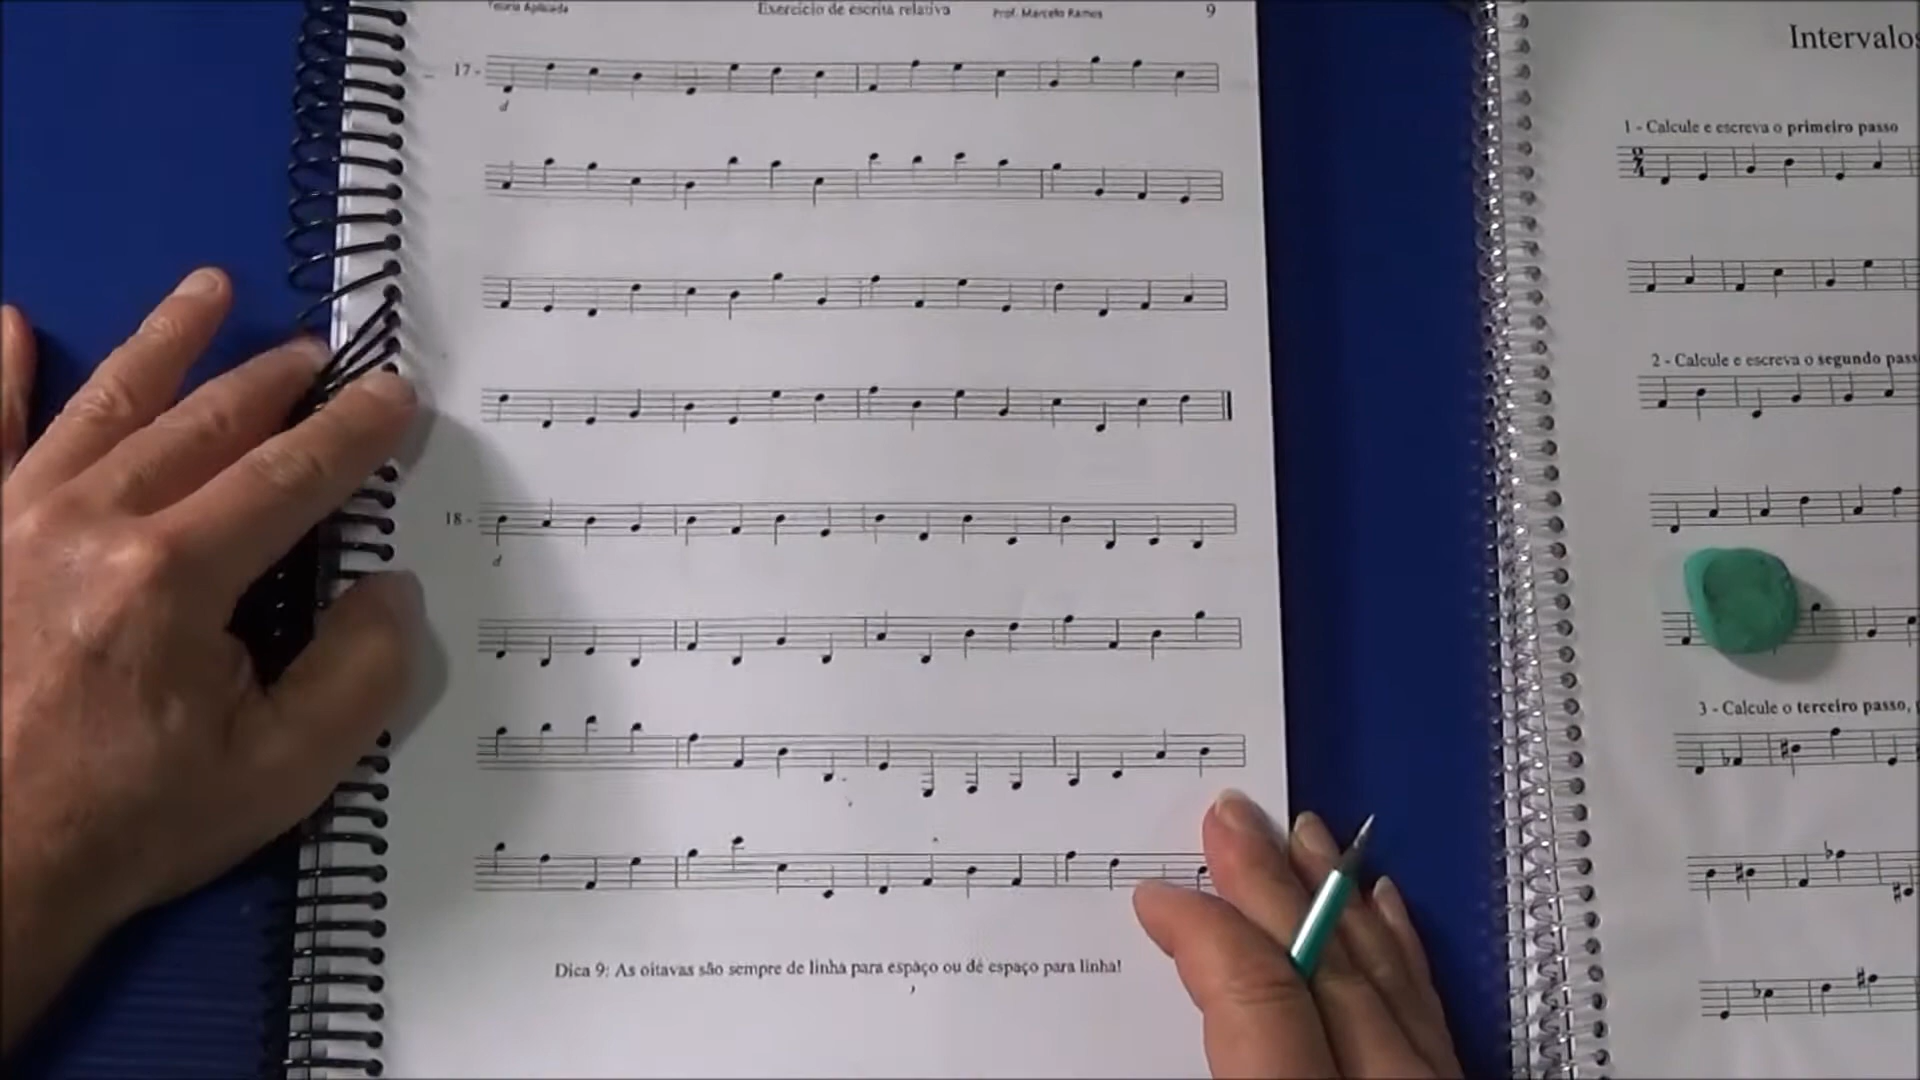 Teoria Aplicada Exercício de escrita relativa Prof. Marcelo Ramos 9
17 -
d
18 -
d
Dica 9: As oitavas são sempre de linha para espaço ou de espaço para linha!
Intervalos
1 - Calcule e escreva o primeiro passo
2 - Calcule e escreva o segundo
3 - Calcule o terceiro passo,